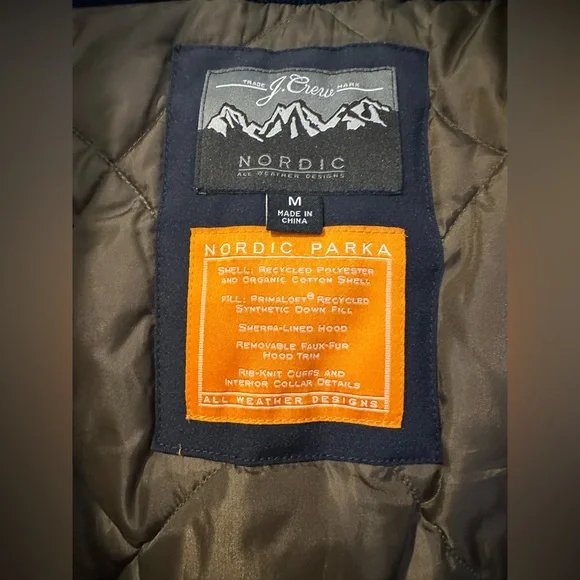 TRADE J.Crew MARK
NORDIC
ALL WEATHER DESIGNS
M
MADE IN
CHINA
NORDIC PARKA
SHELL: RECYCLED POLYESTER
AND ORGANIC COTTON SHELL
FILL: PRIMALOFT® RECYCLED
SYNTHETIC DOWN FILL
SHERPA-LINED HOOD
REMOVABLE FAUX-FUR
HOOD TRIM
RIB-KNIT CUFFS AND
INTERIOR COLLAR DETAILS
ALL WEATHER DESIGNS